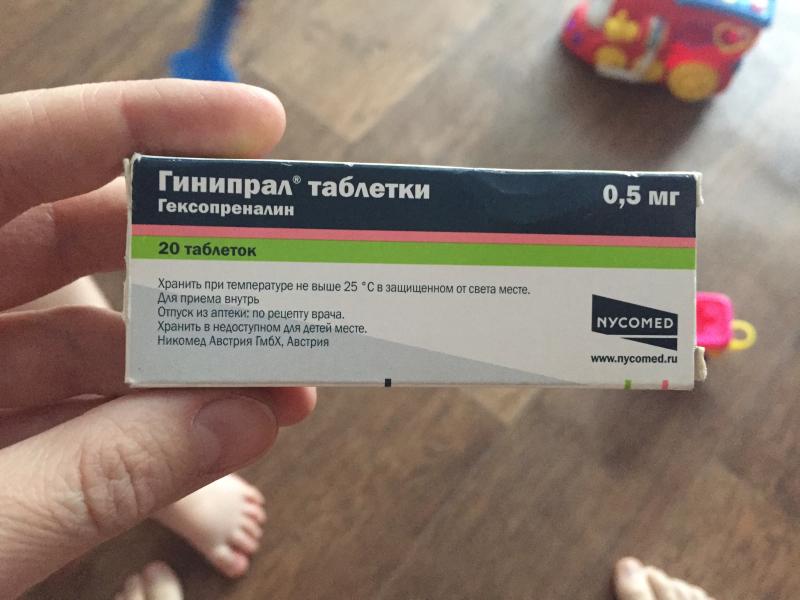 Гинипрал® таблетки 0,5 мг
Гексопреналин
20 таблеток
Хранить при температуре не выше 25 °C в защищенном от света месте.
Для приема внутрь
Отпуск из аптеки: по рецепту врача.
Хранить в недоступном для детей месте.
Никомед Австрия ГмбХ, Австрия
NYCOMED
www.nycomed.ru